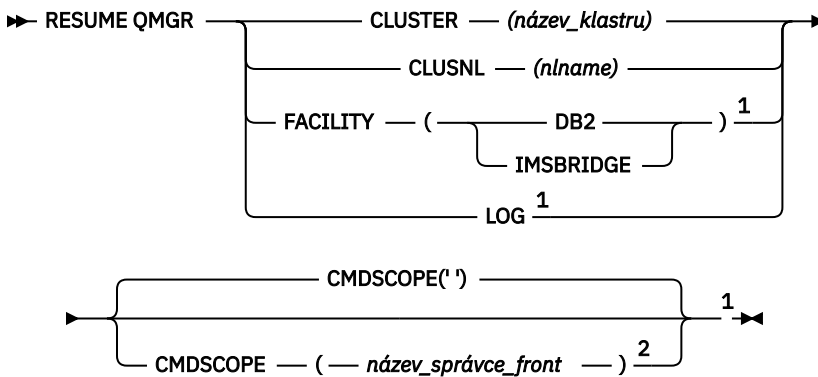 RESUME QMGR CLUSTER (název_klastru)
CLUSNL (nlname)
FACILITY ( DB2 ) 1
IMSBRIDGE
LOG 1
CMDSCOPE(' ')
1
CMDSCOPE ( název_správce_front ) 2